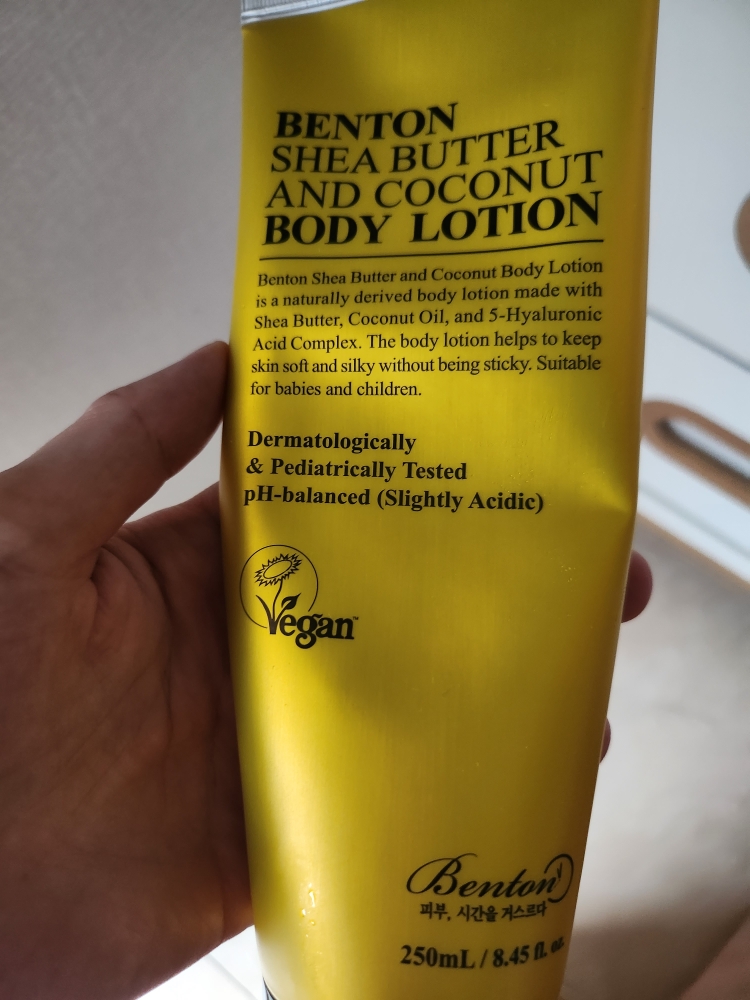 BENTON
SHEA BUTTER
AND COCONUT
BODY LOTION
Benton Shea Butter and Coconut Body Lotion
is a naturally derived body lotion made with
Shea Butter, Coconut Oil, and 5-Hyaluronic
Acid Complex. The body lotion helps to keep
skin soft and silky without being sticky. Suitable
for babies and children.
Dermatologically
& Pediatrically Tested
pH-balanced (Slightly Acidic)
Vegan™
Benton
피부, 시간을 거스르다
250mL / 8.45 fl. oz.